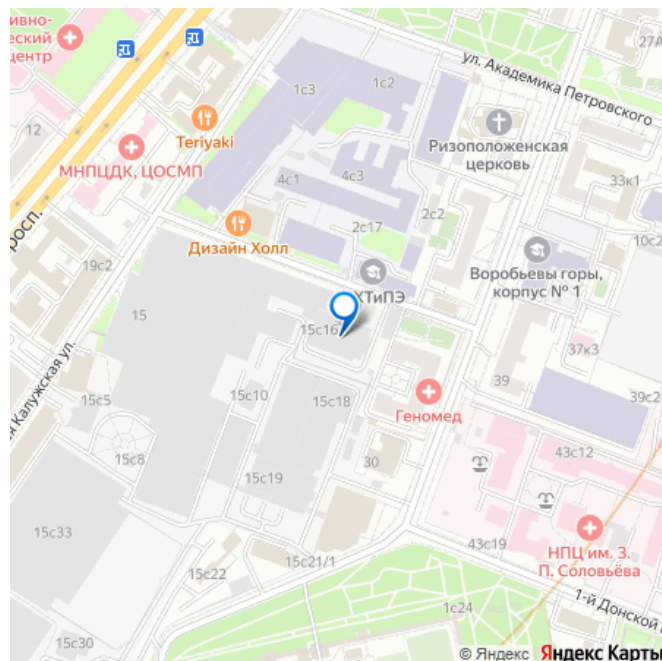 ивно-
еский
центр
12
1с3
1с2
ул. Академика Петровского
27А
Teriyaki
МНПЦДК, ЦОСМП
Ризоположенская
церковь
4с1
4с3
33к1
2с17
2с2
10с2
росп.
Дизайн Холл
19с2
ХТиПЭ
Воробьевы горы,
корпус № 1
15
15с16
37к3
39
39с2
я Калужская ул.
15с5
15с10
15с18
Геномед
43с12
15с8
30
15с19
15с33
43с19
НПЦ им. З.
П. Соловьёва
15с21/1
15с22
1-й Донской
1с24
15с30
© Яндекс Яндекс Карты